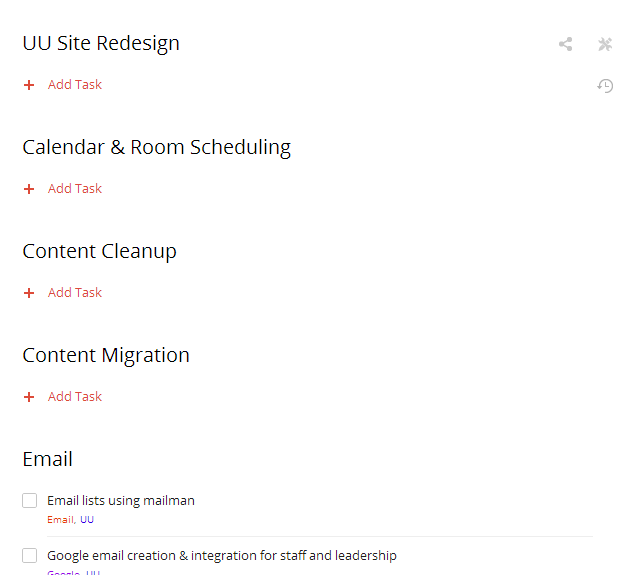 UU Site Redesign
+ Add Task
Calendar & Room Scheduling
+ Add Task
Content Cleanup
+ Add Task
Content Migration
+ Add Task
Email
Email lists using mailman
Email, UU
Google email creation & integration for staff and leadership
Google, UU